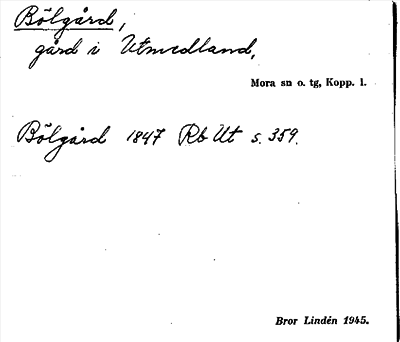 Bölgård,
gård i Utmedland,
Mora sn o. tg, Kopp. l.
Bölgård 1847 Rb Ut s. 359.
Bror Lindén 1945.